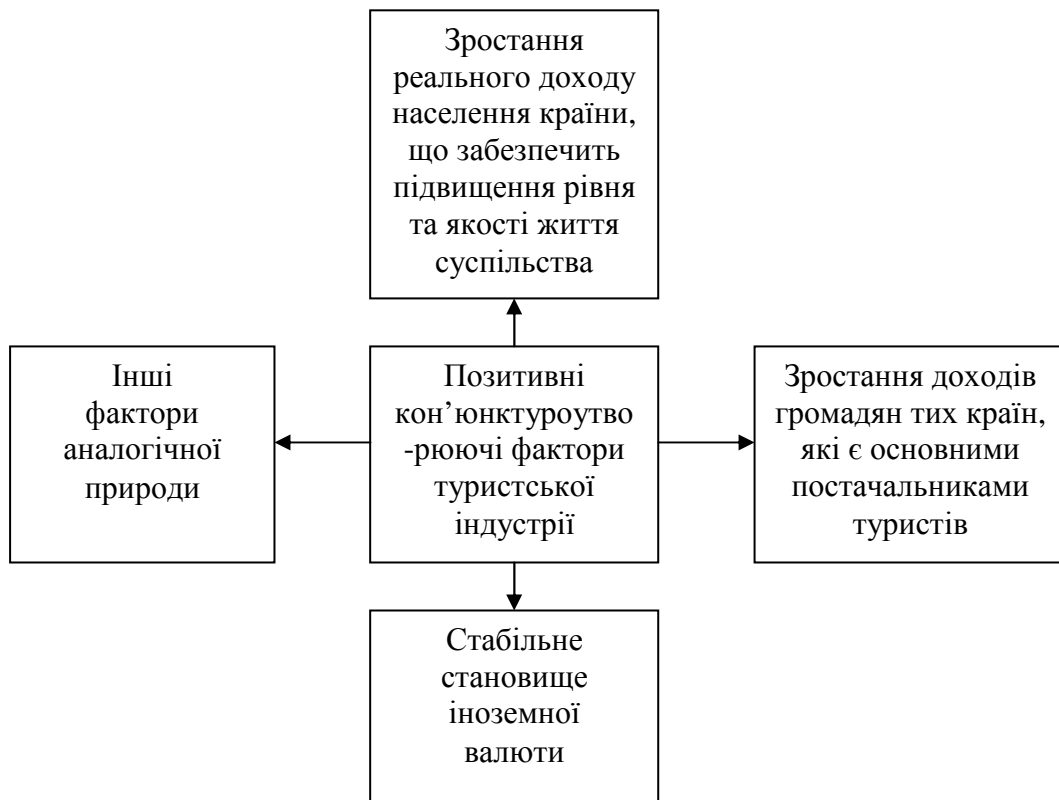 Зростання
реального доходу
населення країни,
що забезпечить
підвищення рівня
та якості життя
суспільства
Інші
фактори
аналогічної
природи
Позитивні
кон’юнктуроутво
-рюючі фактори
туристської
індустрії
Зростання доходів
громадян тих країн,
які є основними
постачальниками
туристів
Стабільне
становище
іноземної
валюти